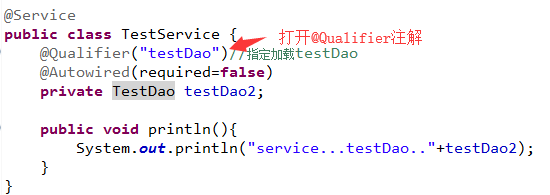 @Service
public class TestService {
打开@Qualifier注解
@Qualifier("testDao")//指定加载testDao
@Autowired(required=false)
private TestDao testDao2;
public void println(){
System.out.println("service...testDao.."+testDao2);
}
}